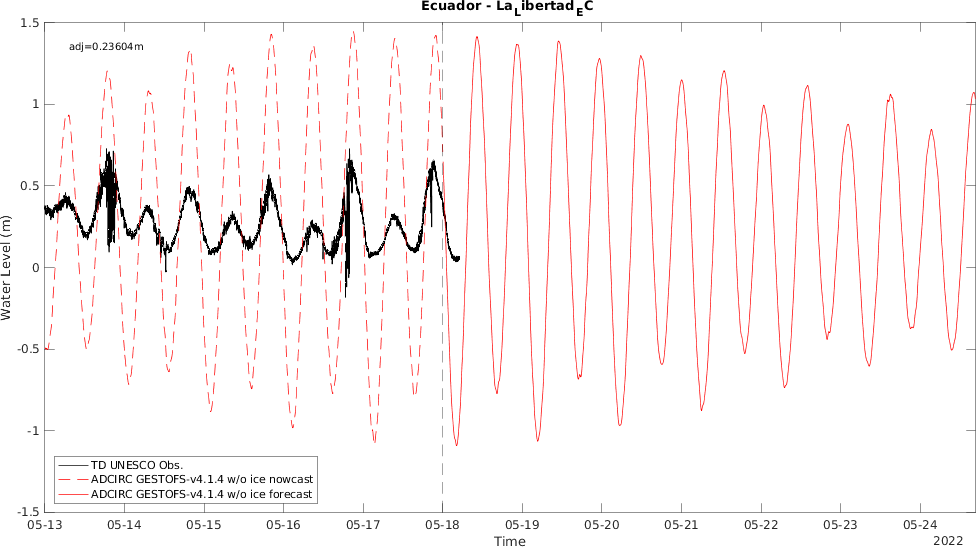 Ecuador - LaLibertadEC
adj=0.23604m
Water Level (m)
1.5
1
0.5
0
-0.5
-1
-1.5
TD UNESCO Obs.
ADCIRC GESTOFS-v4.1.4 w/o ice nowcast
ADCIRC GESTOFS-v4.1.4 w/o ice forecast
05-13 05-14 05-15 05-16 05-17 05-18 05-19 05-20 05-21 05-22 05-23 05-24
Time
2022